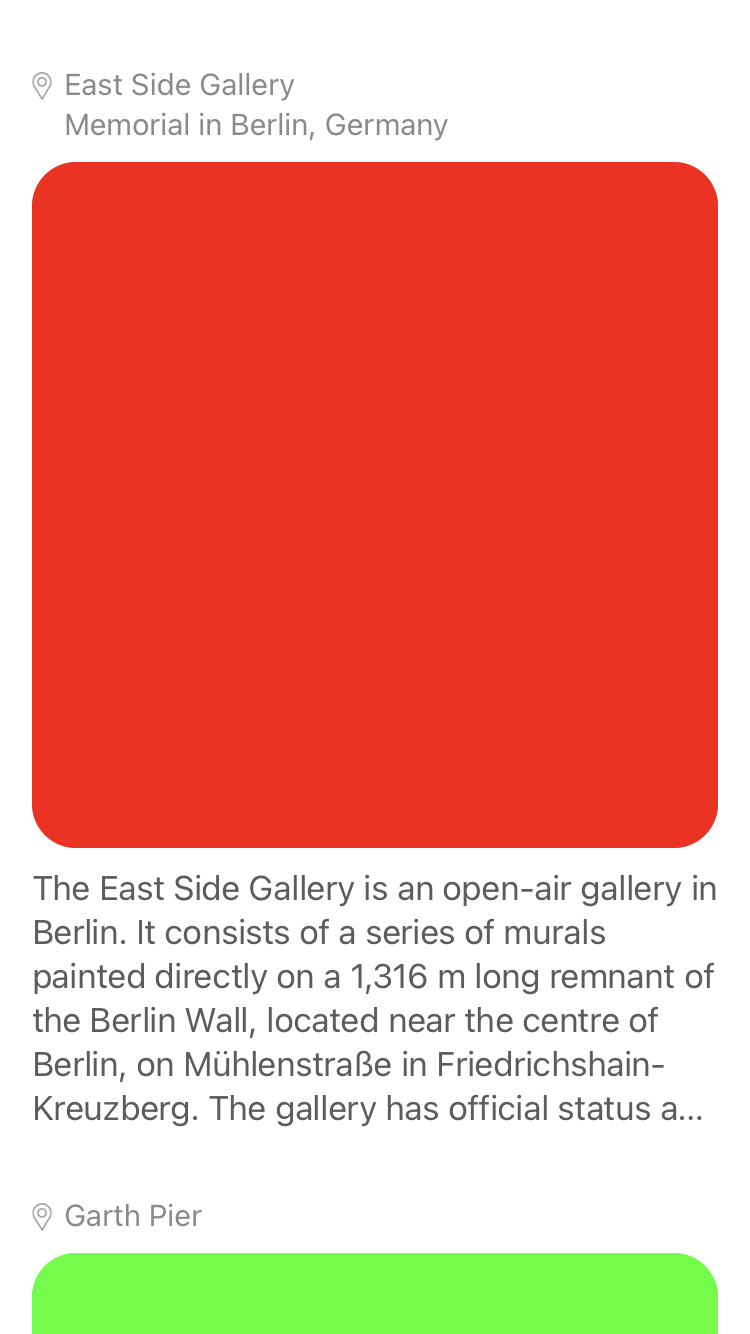 East Side Gallery
Memorial in Berlin, Germany
The East Side Gallery is an open-air gallery in
Berlin. It consists of a series of murals
painted directly on a 1,316 m long remnant of
the Berlin Wall, located near the centre of
Berlin, on Mühlenstraße in Friedrichshain-
Kreuzberg. The gallery has official status a...
Garth Pier